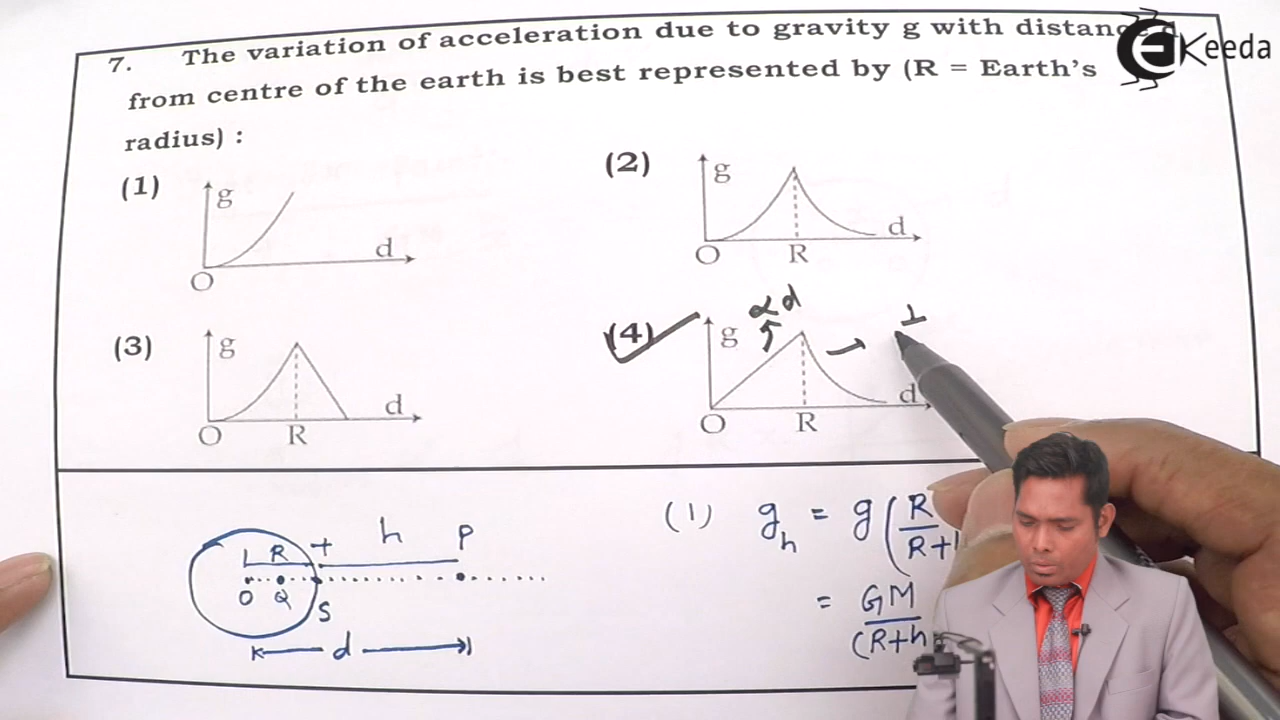 Keeda
7. The variation of acceleration due to gravity g with
from centre of the earth is best represented by (R = Earth's
radius) :
(1)
g
d
O
(2)
g
d
O
R
(3)
g
d
O
R
(4)
g
∝ d
1
d
O
R
R + h P
O Q S
d
(1) gh = g ( R
R+
= GM
(R+h